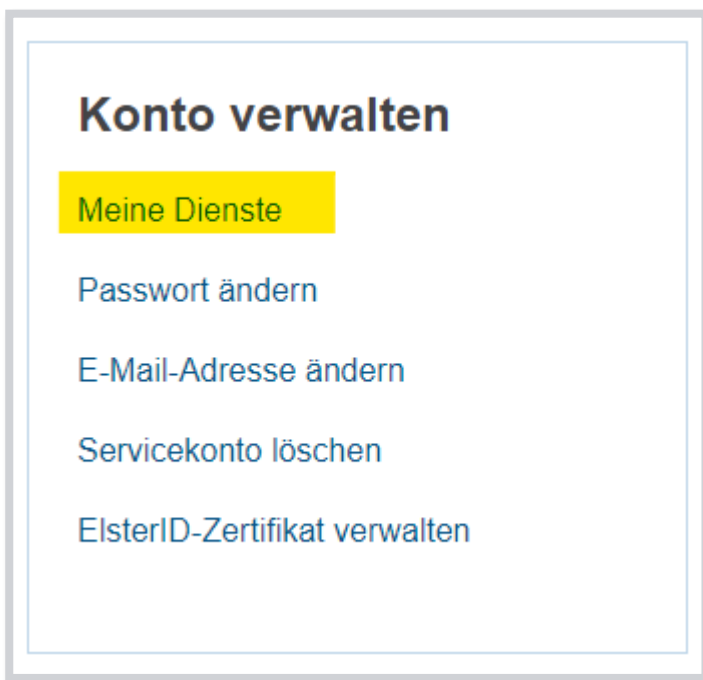 Konto verwalten
Meine Dienste
Passwort ändern
E-Mail-Adresse ändern
Servicekonto löschen
ElsterID-Zertifikat verwalten